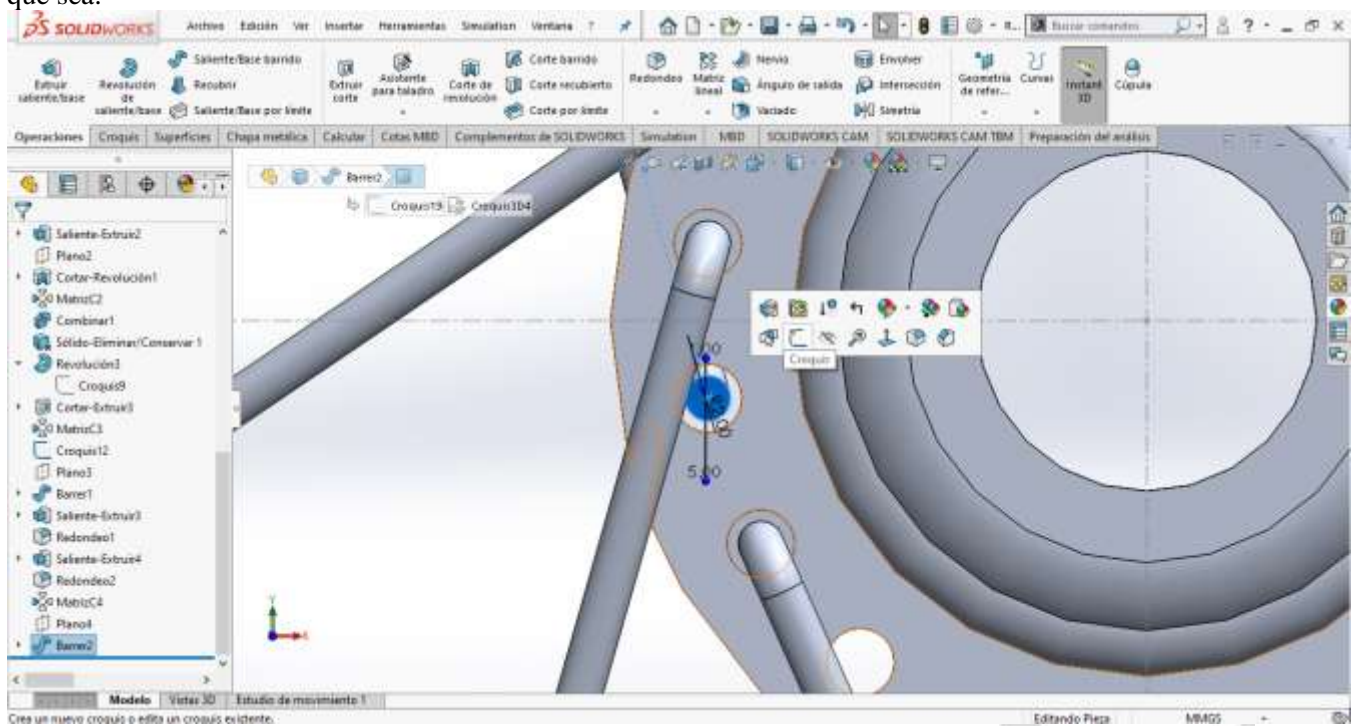 que sea.
SOLIDWORKS Archivo Edición Ver Insertar Herramientas Simulation Ventana ?
Buscar comandos
Extruir saliente/base
Revolución de saliente/base
Saliente/Base barrido
Recubrir
Saliente/Base por límite
Extruir corte
Asistente para taladro
Corte de revolución
Corte barrido
Corte recubierto
Corte por límite
Redondeo
Matriz lineal
Nervio
Ángulo de salida
Vaciado
Envolver
Intersección
Simetría
Geometría de refer...
Curvas
Instant 3D
Cúpula
Operaciones Croquis Superficies Chapa metálica Calcular Cotas MBD Complementos de SOLIDWORKS Simulation MBD SOLIDWORKS CAM SOLIDWORKS CAM TBM Preparación del análisis
Barrer2
Croquis19 Croquis3D4
Saliente-Extruir2
Plano2
Cortar-Revolución1
MatrizC2
Combinar1
Sólido-Eliminar/Conservar 1
Revolución3
Croquis9
Cortar-Extruir3
MatrizC3
Croquis12
Plano3
Barrer1
Saliente-Extruir3
Redondeo1
Saliente-Extruir4
Redondeo2
MatrizC4
Plano4
Barrer2
Croquis
5,00
Y
X
Modelo Vistas 3D Estudio de movimiento 1
Crea un nuevo croquis o edita un croquis existente.
Editando Pieza MMGS